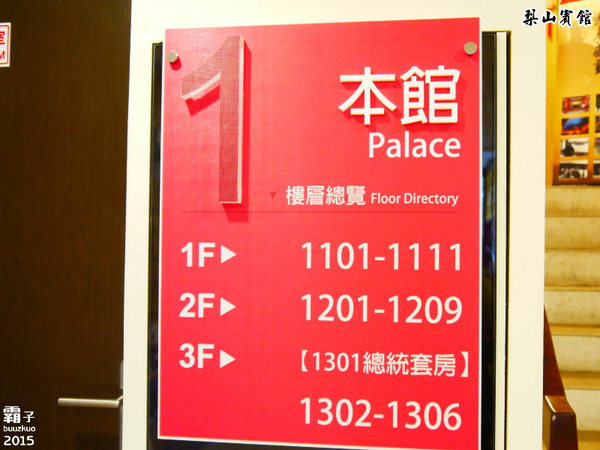 梨山賓館
1
本館
Palace
樓層總覽 Floor Directory
1F▶ 1101-1111
2F▶ 1201-1209
3F▶ 【1301總統套房】
1302-1306
霸子
buuzkuo
2015